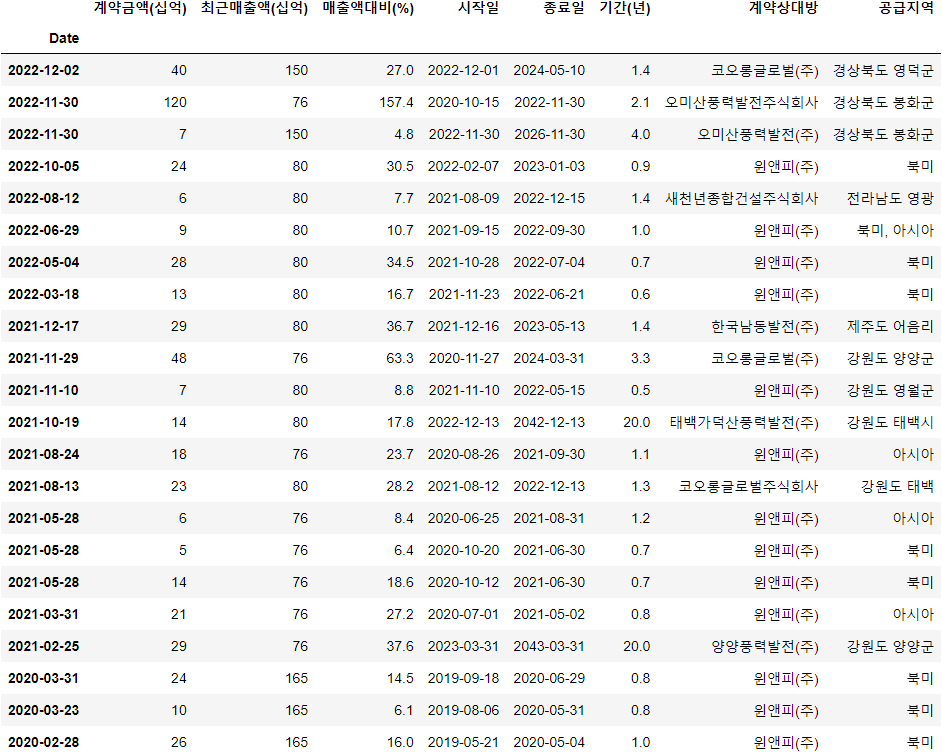 계약금액(십억) 최근매출액(십억) 매출액대비(%) 시작일 종료일 기간(년) 계약상대방 공급지역
Date
2022-12-02 40 150 27.0 2022-12-01 2024-05-10 1.4 코오롱글로벌(주) 경상북도 영덕군
2022-11-30 120 76 157.4 2020-10-15 2022-11-30 2.1 오미산풍력발전주식회사 경상북도 봉화군
2022-11-30 7 150 4.8 2022-11-30 2026-11-30 4.0 오미산풍력발전(주) 경상북도 봉화군
2022-10-05 24 80 30.5 2022-02-07 2023-01-03 0.9 윈앤피(주) 북미
2022-08-12 6 80 7.7 2021-08-09 2022-12-15 1.4 새천년종합건설주식회사 전라남도 영광
2022-06-29 9 80 10.7 2021-09-15 2022-09-30 1.0 윈앤피(주) 북미, 아시아
2022-05-04 28 80 34.5 2021-10-28 2022-07-04 0.7 윈앤피(주) 북미
2022-03-18 13 80 16.7 2021-11-23 2022-06-21 0.6 윈앤피(주) 북미
2021-12-17 29 80 36.7 2021-12-16 2023-05-13 1.4 한국남동발전(주) 제주도 어음리
2021-11-29 48 76 63.3 2020-11-27 2024-03-31 3.3 코오롱글로벌(주) 강원도 양양군
2021-11-10 7 80 8.8 2021-11-10 2022-05-15 0.5 윈앤피(주) 강원도 영월군
2021-10-19 14 80 17.8 2022-12-13 2042-12-13 20.0 태백가덕산풍력발전(주) 강원도 태백시
2021-08-24 18 76 23.7 2020-08-26 2021-09-30 1.1 윈앤피(주) 아시아
2021-08-13 23 80 28.2 2021-08-12 2022-12-13 1.3 코오롱글로벌주식회사 강원도 태백
2021-05-28 6 76 8.4 2020-06-25 2021-08-31 1.2 윈앤피(주) 아시아
2021-05-28 5 76 6.4 2020-10-20 2021-06-30 0.7 윈앤피(주) 북미
2021-05-28 14 76 18.6 2020-10-12 2021-06-30 0.7 윈앤피(주) 북미
2021-03-31 21 76 27.2 2020-07-01 2021-05-02 0.8 윈앤피(주) 아시아
2021-02-25 29 76 37.6 2023-03-31 2043-03-31 20.0 양양풍력발전(주) 강원도 양양군
2020-03-31 24 165 14.5 2019-09-18 2020-06-29 0.8 윈앤피(주) 북미
2020-03-23 10 165 6.1 2019-08-06 2020-05-31 0.8 윈앤피(주) 북미
2020-02-28 26 165 16.0 2019-05-21 2020-05-04 1.0 윈앤피(주) 북미